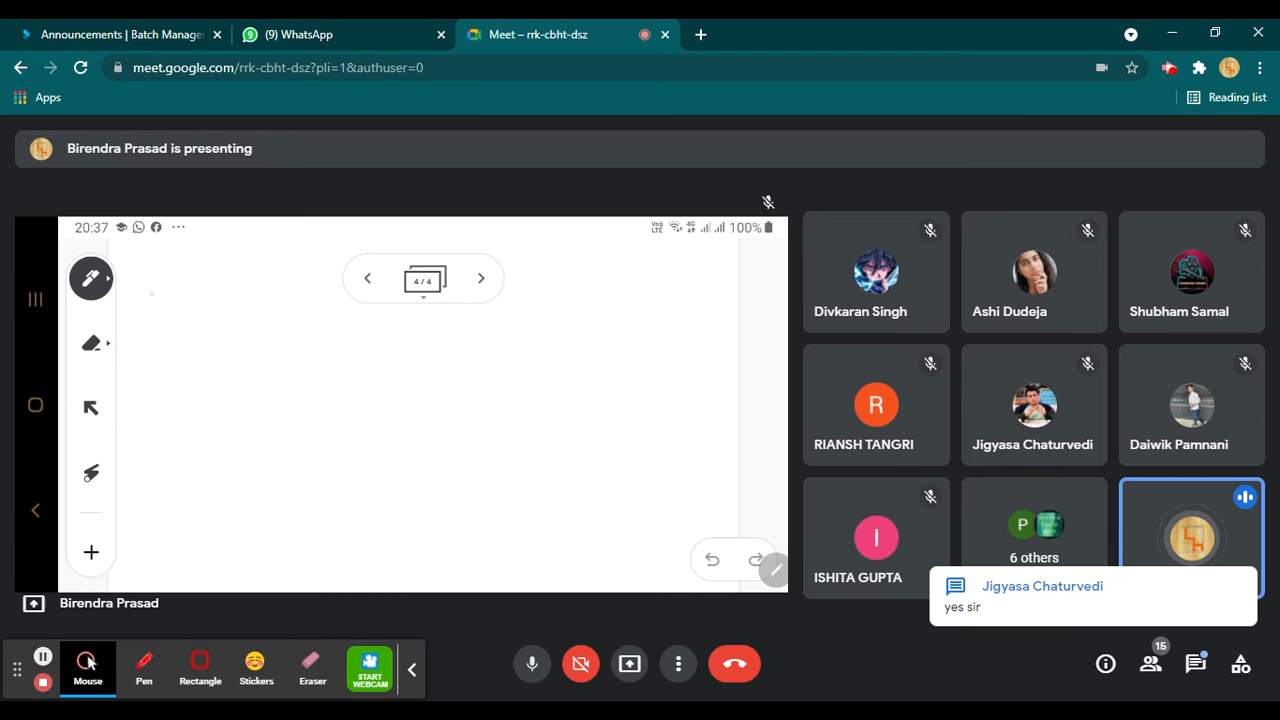 Announcements | Batch Manage
(9) WhatsApp
Meet – rrk-cbht-dsz
meet.google.com/rrk-cbht-dsz?pli=1&authuser=0
Apps
Reading list
Birendra Prasad is presenting
20:37
Vo)) LTE
4G
100%
4 / 4
Divkaran Singh
Ashi Dudeja
Shubham Samal
R
RIANSH TANGRI
Jigyasa Chaturvedi
Daiwik Pamnani
I
ISHITA GUPTA
P
6 others
Jigyasa Chaturvedi
yes sir
Birendra Prasad
Mouse
Pen
Rectangle
Stickers
Eraser
START
WEBCAM
15